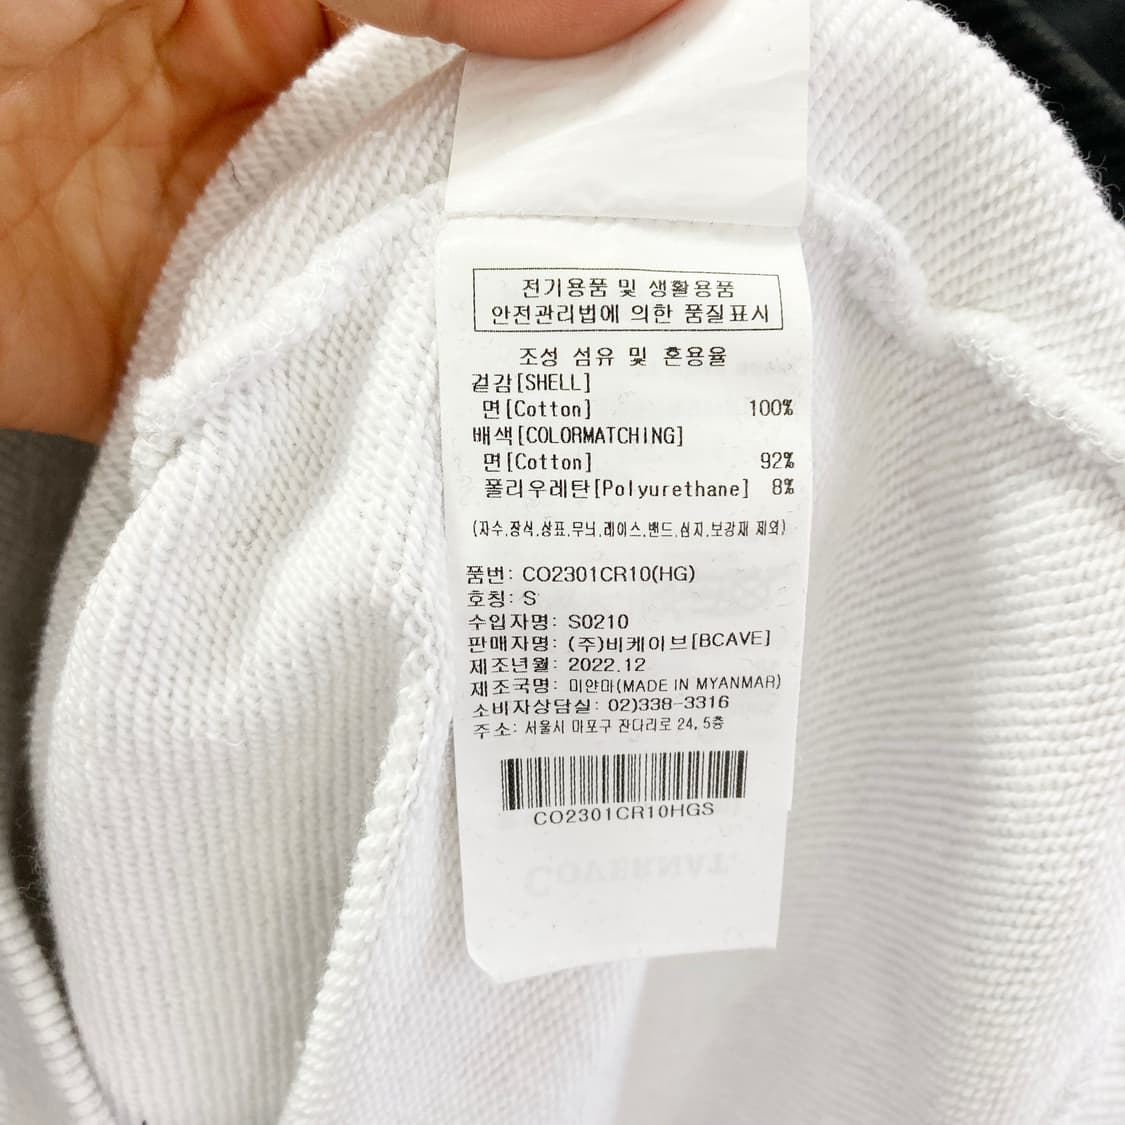 전기용품 및 생활용품
안전관리법에 의한 품질표시
조성 섬유 및 혼용율
겉감[SHELL]
면[Cotton] 100%
배색[COLORMATCHING]
면[Cotton] 92%
폴리우레탄[Polyurethane] 8%
(자수,장식,상표,무늬,레이스,밴드,심지,보강재 제외)
품번: CO2301CR10(HG)
호칭: S
수입자명: S0210
판매자명: (주)비케이브[BCAVE]
제조년월: 2022.12
제조국명: 미얀마(MADE IN MYANMAR)
소비자상담실: 02)338-3316
주소: 서울시 마포구 잔다리로 24, 5층
CO2301CR10HGS
COVERNAT